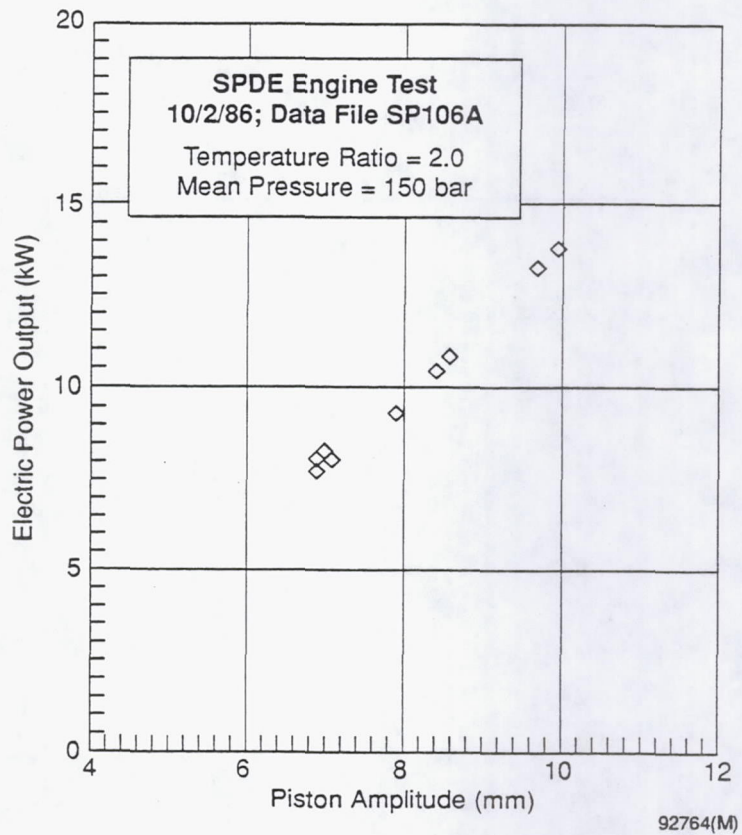 20
SPDE Engine Test
10/2/86; Data File SP106A
Temperature Ratio = 2.0
Mean Pressure = 150 bar
15
Electric Power Output (kW)
10
5
0
4 6 8 10 12
Piston Amplitude (mm)
92764(M)